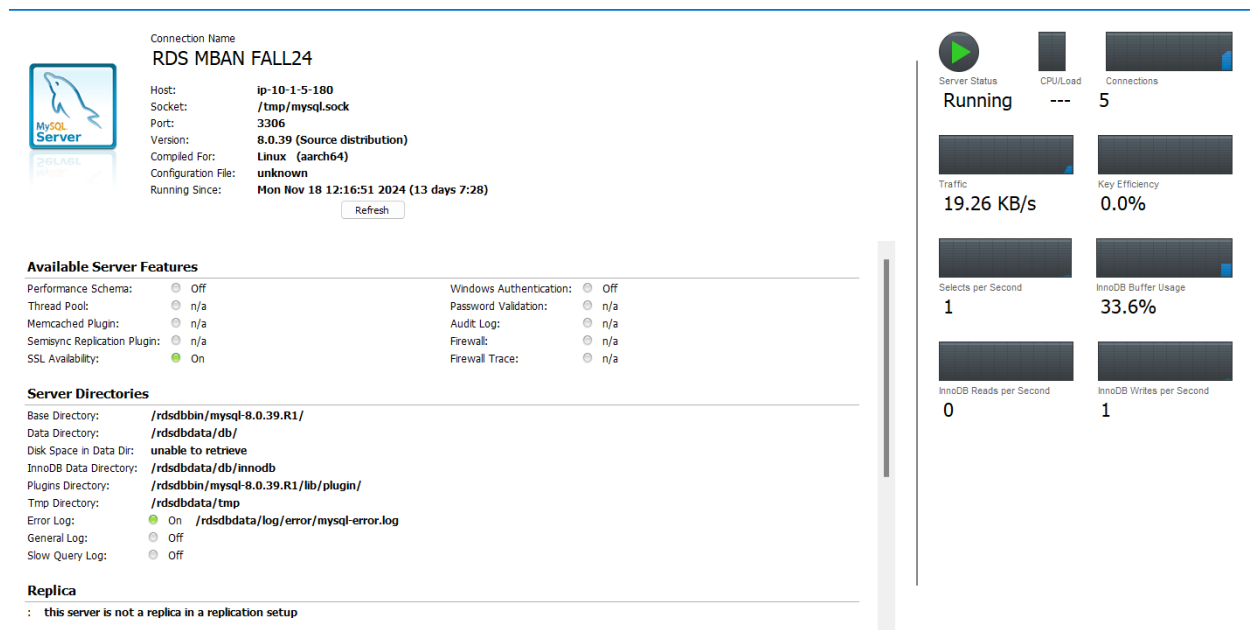 Connection Name
RDS MBAN FALL24
MySQL
Server
Host: ip-10-1-5-180
Socket: /tmp/mysql.sock
Port: 3306
Version: 8.0.39 (Source distribution)
Compiled For: Linux (aarch64)
Configuration File: unknown
Running Since: Mon Nov 18 12:16:51 2024 (13 days 7:28)
Refresh
Available Server Features
Performance Schema: Off
Thread Pool: n/a
Memcached Plugin: n/a
Semisync Replication Plugin: n/a
SSL Availability: On
Windows Authentication: Off
Password Validation: n/a
Audit Log: n/a
Firewall: n/a
Firewall Trace: n/a
Server Directories
Base Directory: /rdsdbbin/mysql-8.0.39.R1/
Data Directory: /rdsdbdata/db/
Disk Space in Data Dir: unable to retrieve
InnoDB Data Directory: /rdsdbdata/db/innodb
Plugins Directory: /rdsdbbin/mysql-8.0.39.R1/lib/plugin/
Tmp Directory: /rdsdbdata/tmp
Error Log: On /rdsdbdata/log/error/mysql-error.log
General Log: Off
Slow Query Log: Off
Replica
: this server is not a replica in a replication setup
Server Status
Running
CPU/Load
---
Connections
5
Traffic
19.26 KB/s
Key Efficiency
0.0%
Selects per Second
1
InnoDB Buffer Usage
33.6%
InnoDB Reads per Second
0
InnoDB Writes per Second
1